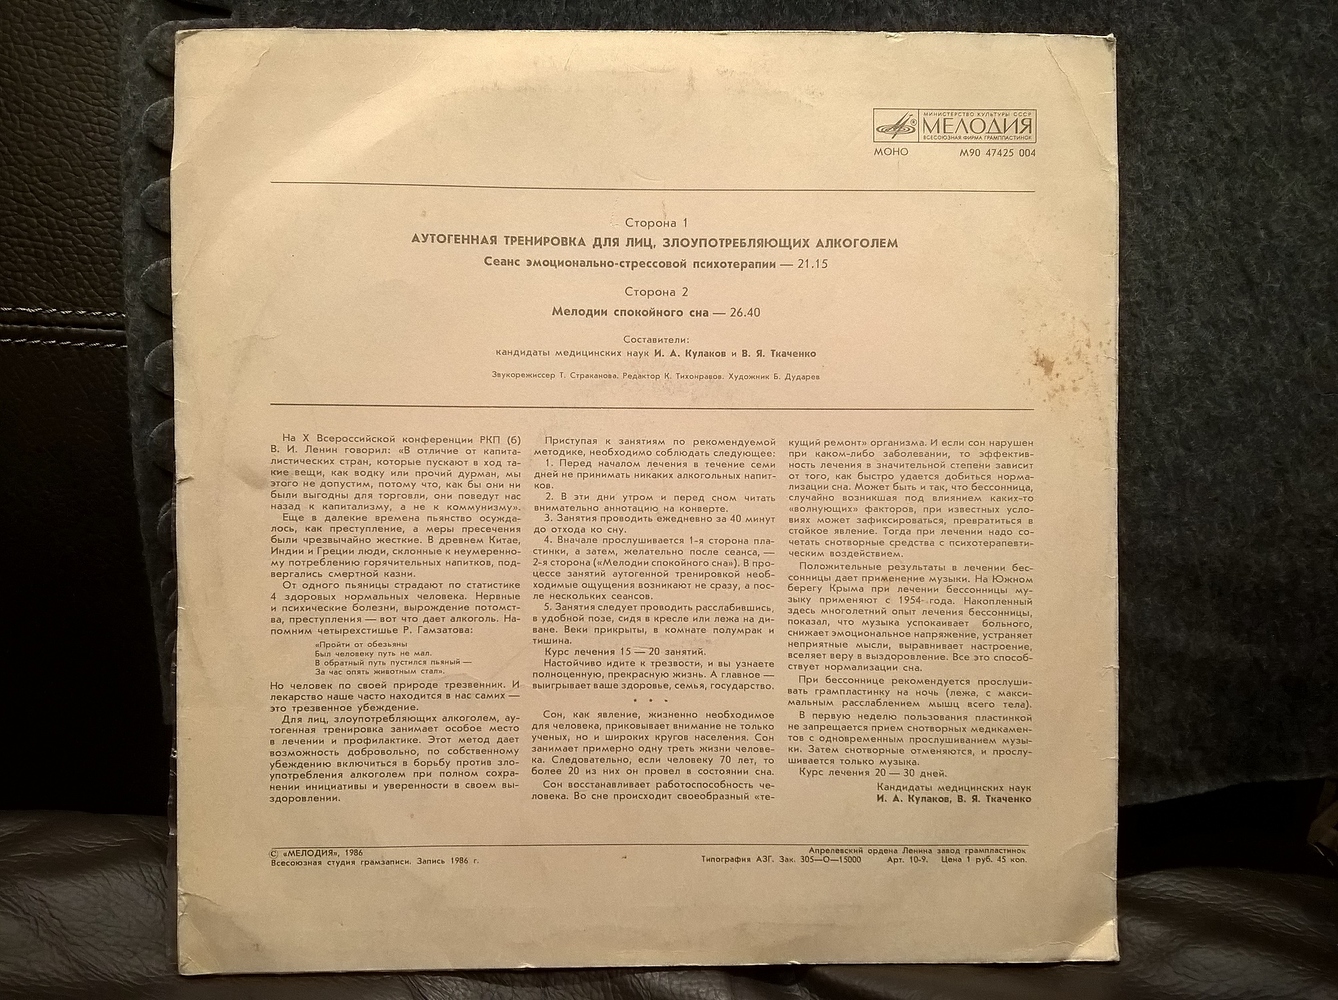 МИНИСТЕРСТВО КУЛЬТУРЫ СССР
МЕЛОДИЯ
ВСЕСОЮЗНАЯ ФИРМА ГРАМПЛАСТИНОК
МОНО М90 47425 004
Сторона 1
АУТОГЕННАЯ ТРЕНИРОВКА ДЛЯ ЛИЦ, ЗЛОУПОТРЕБЛЯЮЩИХ АЛКОГОЛЕМ
Сеанс эмоционально-стрессовой психотерапии — 21.15
Сторона 2
Мелодии спокойного сна — 26.40
Составители:
кандидаты медицинских наук И. А. Кулаков и В. Я. Ткаченко
Звукорежиссер Т. Страканова. Редактор К. Тихонравов. Художник Б. Дударев
На X Всероссийской конференции РКП (б)
В. И. Ленин говорил: «В отличие от капита-
листических стран, которые пускают в ход та-
кие вещи, как водку или прочий дурман, мы
этого не допустим, потому что, как бы они ни
были выгодны для торговли, они поведут нас
назад к капитализму, а не к коммунизму».
Еще в далекие времена пьянство осужда-
лось, как преступление, а меры пресечения
были чрезвычайно жесткие. В древнем Китае,
Индии и Греции люди, склонные к неумеренно-
му потреблению горячительных напитков, под-
вергались смертной казни.
От одного пьяницы страдают по статистике
4 здоровых нормальных человека. Нервные
и психические болезни, вырождение потомст-
ва, преступления — вот что дает алкоголь. На-
помним четырехстишье Р. Гамзатова:
«Пройти от обезьяны
Был человеку путь не мал.
В обратный путь пустился пьяный —
За час опять животным стал».
Но человек по своей природе трезвенник. И
лекарство наше часто находится в нас самих —
это трезвенное убеждение.
Для лиц, злоупотребляющих алкоголем, ау-
тогенная тренировка занимает особое место
в лечении и профилактике. Этот метод дает
возможность добровольно, по собственному
убеждению включиться в борьбу против зло-
употребления алкоголем при полном сохра-
нении инициативы и уверенности в своем вы-
здоровлении.
Приступая к занятиям по рекомендуемой
методике, необходимо соблюдать следующее:
1. Перед началом лечения в течение семи
дней не принимать никаких алкогольных напит-
ков.
2. В эти дни утром и перед сном читать
внимательно аннотацию на конверте.
3. Занятия проводить ежедневно за 40 минут
до отхода ко сну.
4. Вначале прослушивается 1-я сторона пла-
стинки, а затем, желательно после сеанса, —
2-я сторона («Мелодии спокойного сна»). В про-
цессе занятий аутогенной тренировкой необ-
ходимые ощущения возникают не сразу, а пос-
ле нескольких сеансов.
5. Занятия следует проводить расслабившись,
в удобной позе, сидя в кресле или лежа на ди-
ване. Веки прикрыты, в комнате полумрак и
тишина.
Курс лечения 15 — 20 занятий.
Настойчиво идите к трезвости, и вы узнаете
полноценную, прекрасную жизнь. А главное —
выигрывает ваше здоровье, семья, государство.
* * *
Сон, как явление, жизненно необходимое
для человека, приковывает внимание не только
ученых, но и широких кругов населения. Сон
занимает примерно одну треть жизни челове-
ка. Следовательно, если человеку 70 лет, то
более 20 из них он провел в состоянии сна.
Сон восстанавливает работоспособность че-
ловека. Во сне происходит своеобразный «те-
кущий ремонт» организма. И если сон нарушен
при каком-либо заболевании, то эффектив-
ность лечения в значительной степени зависит
от того, как быстро удается добиться норма-
лизации сна. Может быть и так, что бессонница,
случайно возникшая под влиянием каких-то
«волнующих» факторов, при известных усло-
виях может зафиксироваться, превратиться в
стойкое явление. Тогда при лечении надо со-
четать снотворные средства с психотерапевти-
ческим воздействием.
Положительные результаты в лечении бес-
сонницы дает применение музыки. На Южном
берегу Крыма при лечении бессонницы му-
зыку применяют с 1954 года. Накопленный
здесь многолетний опыт лечения бессонницы,
показал, что музыка успокаивает больного,
снижает эмоциональное напряжение, устраняет
неприятные мысли, выравнивает настроение,
вселяет веру в выздоровление. Все это способ-
ствует нормализации сна.
При бессоннице рекомендуется прослуши-
вать грампластинку на ночь (лежа, с макси-
мальным расслаблением мышц всего тела).
В первую неделю пользования пластинкой
не запрещается прием снотворных медикамен-
тов с одновременным прослушиванием музы-
ки. Затем снотворные отменяются, и прослу-
шивается только музыка.
Курс лечения 20 — 30 дней.
Кандидаты медицинских наук
И. А. Кулаков, В. Я. Ткаченко
© «МЕЛОДИЯ», 1986
Всесоюзная студия грамзаписи. Запись 1986 г.
Апрелевский ордена Ленина завод грампластинок
Типография АЗГ. Зак. 305—О—15000 Арт. 10-9. Цена 1 руб. 45 коп.